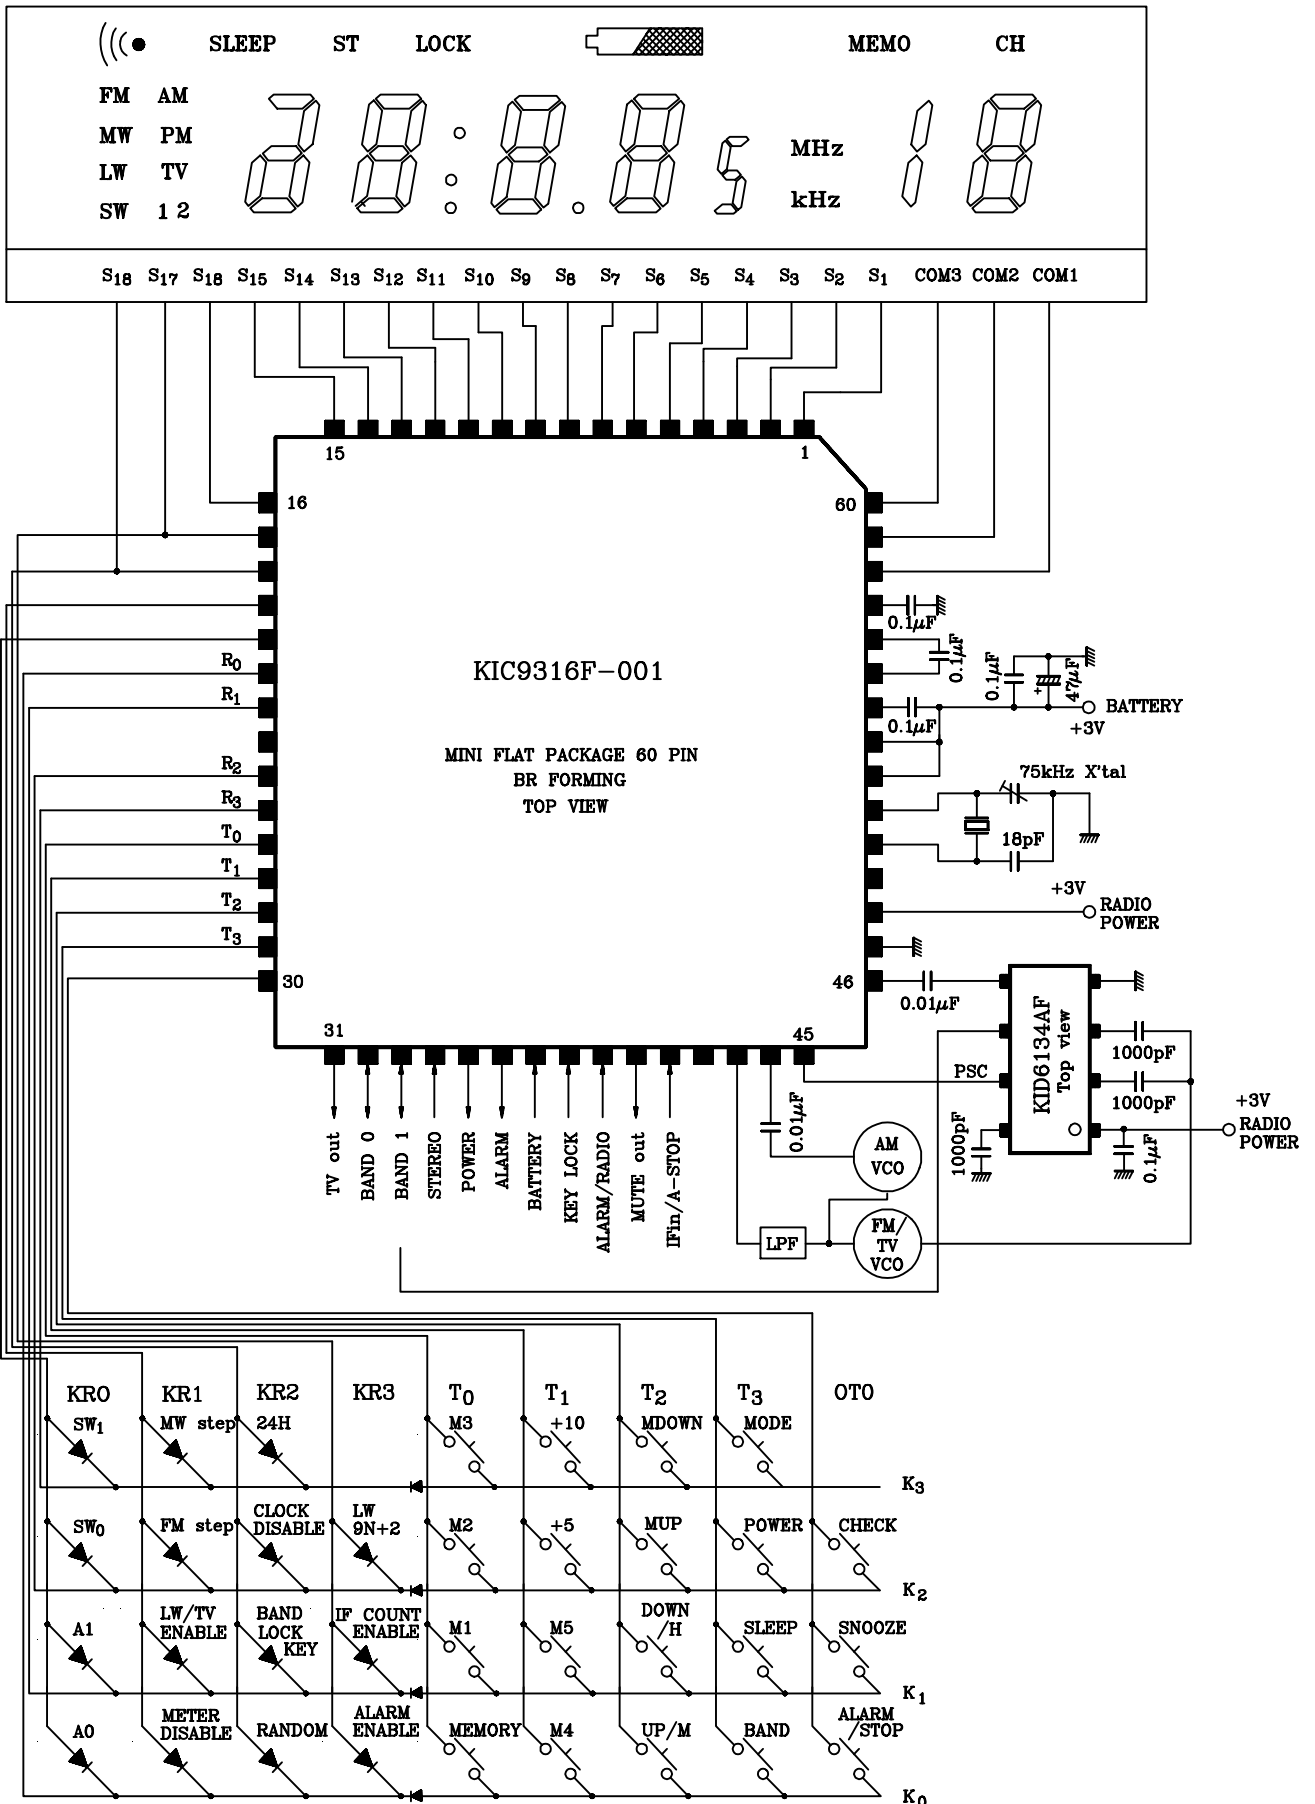 SLEEP ST LOCK MEMO CH
FM AM
MW PM
LW TV
SW 1 2
MHz
kHz
S18 S17 S18 S15 S14 S13 S12 S11 S10 S9 S8 S7 S6 S5 S4 S3 S2 S1 COM3 COM2 COM1
15 1
16 60
0.1μF
0.1μF
0.1μF
47μF
0.1μF
BATTERY
+3V
R0
R1
R2
R3
T0
T1
T2
T3
KIC9316F-001
MINI FLAT PACKAGE 60 PIN
BR FORMING
TOP VIEW
75kHz X'tal
18pF
+3V
RADIO
POWER
30 46
31 45
0.01μF
KID6134AF
Top view
1000pF
1000pF
PSC
1000pF
0.1μF
+3V
RADIO
POWER
TV out
BAND 0
BAND 1
STEREO
POWER
ALARM
BATTERY
KEY LOCK
ALARM/RADIO
MUTE out
IFin/A-STOP
0.01μF
AM
VCO
LPF
FM/
TV
VCO
KR0 KR1 KR2 KR3 T0 T1 T2 T3 OTO
SW1 MW step 24H M3 +10 MDOWN MODE
K3
SW0 FM step CLOCK
DISABLE LW
9N+2 M2 +5 MUP POWER CHECK
K2
A1 LW/TV
ENABLE BAND
LOCK
KEY IF COUNT
ENABLE M1 M5 DOWN
/H SLEEP SNOOZE
K1
A0 METER
DISABLE RANDOM ALARM
ENABLE MEMORY M4 UP/M BAND ALARM
/STOP
K0